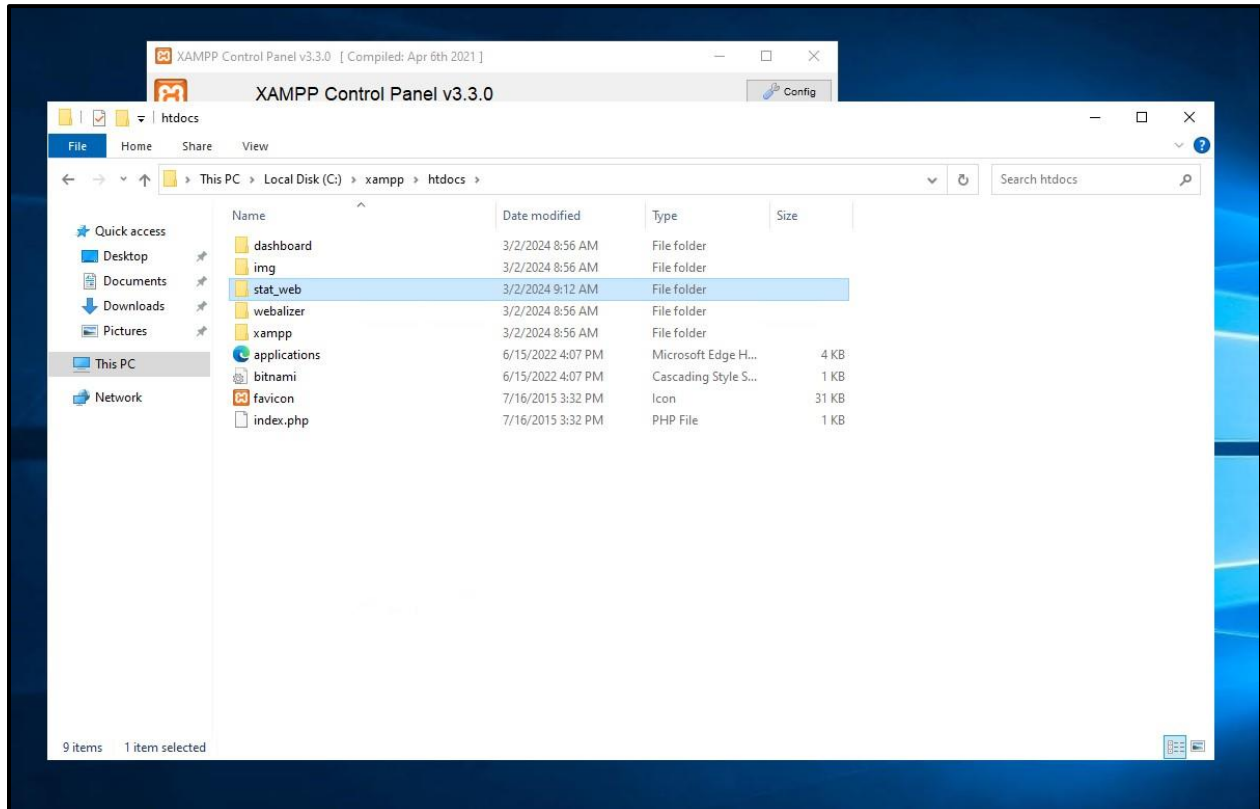 XAMPP Control Panel v3.3.0 [ Compiled: Apr 6th 2021 ]
XAMPP Control Panel v3.3.0
Config
htdocs
File Home Share View
This PC > Local Disk (C:) > xampp > htdocs >
Search htdocs
Name Date modified Type Size
Quick access
Desktop
Documents
Downloads
Pictures
This PC
Network
dashboard 3/2/2024 8:56 AM File folder
img 3/2/2024 8:56 AM File folder
stat_web 3/2/2024 9:12 AM File folder
webalizer 3/2/2024 8:56 AM File folder
xampp 3/2/2024 8:56 AM File folder
applications 6/15/2022 4:07 PM Microsoft Edge H... 4 KB
bitnami 6/15/2022 4:07 PM Cascading Style S... 1 KB
favicon 7/16/2015 3:32 PM Icon 31 KB
index.php 7/16/2015 3:32 PM PHP File 1 KB
9 items 1 item selected